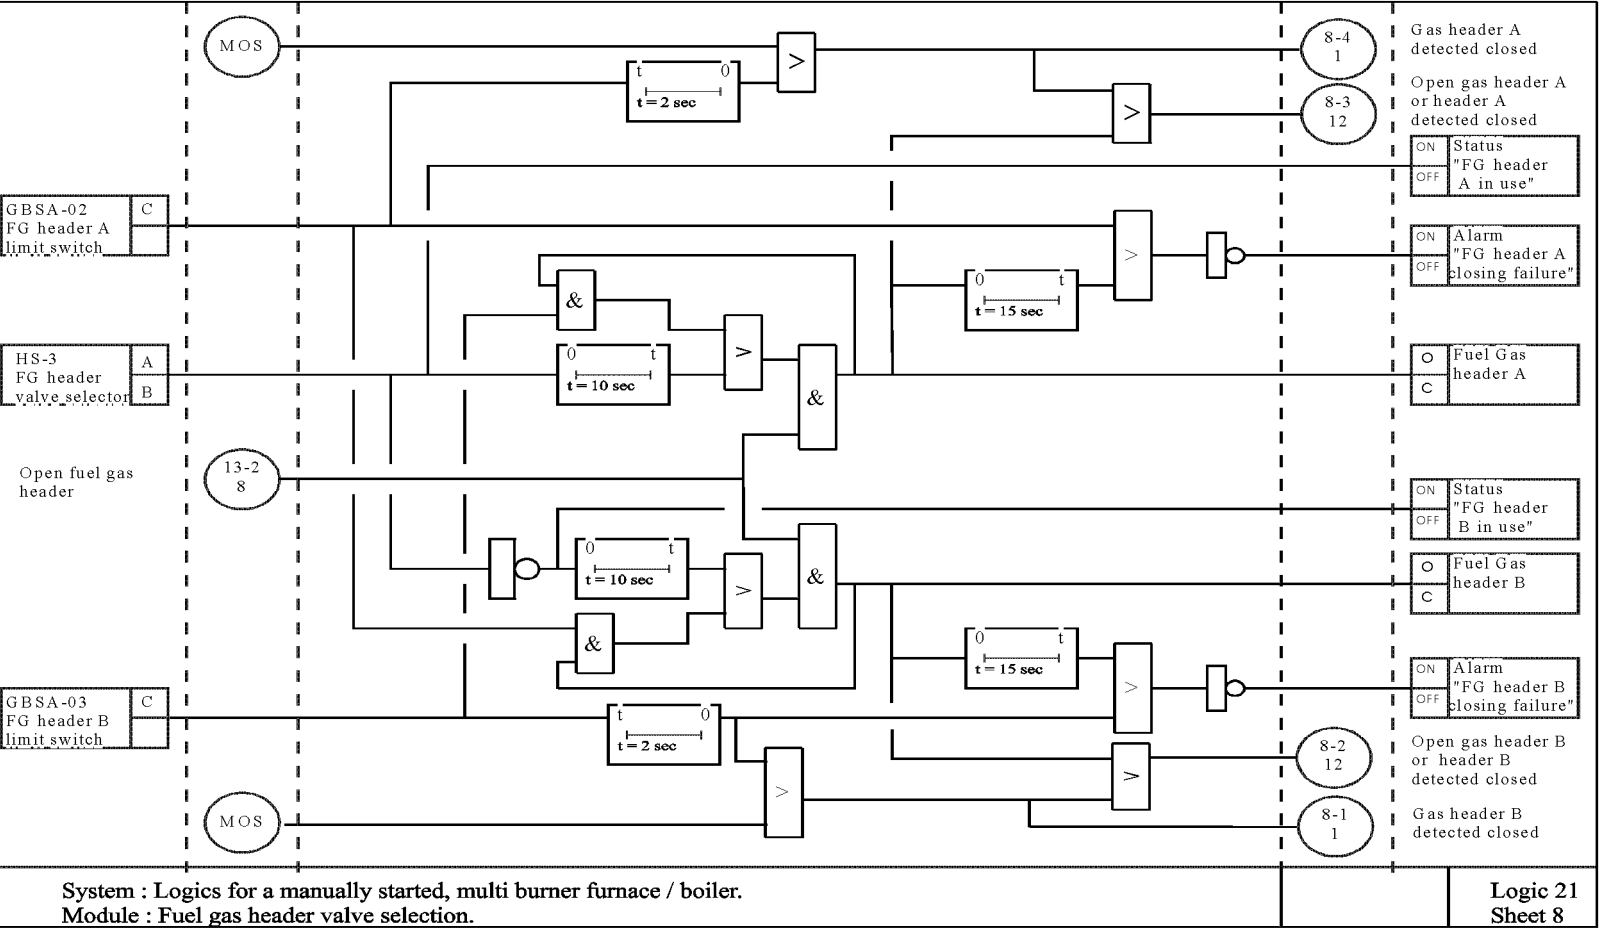 MOS
t 0
t = 2 sec
>
8-4
1
Gas header A
detected closed
>
8-3
12
Open gas header A
or header A
detected closed
ON
OFF
Status
"FG header
A in use"
GBSA-02
FG header A
limit switch
C
>
ON
OFF
Alarm
"FG header A
closing failure"
&
0 t
t = 15 sec
HS-3
FG header
valve selector
A
B
0 t
t = 10 sec
>
&
O
C
Fuel Gas
header A
Open fuel gas
header
13-2
8
ON
OFF
Status
"FG header
B in use"
0 t
t = 10 sec
>
&
O
C
Fuel Gas
header B
&
0 t
t = 15 sec
>
ON
OFF
Alarm
"FG header B
closing failure"
GBSA-03
FG header B
limit switch
C
t 0
t = 2 sec
>
>
8-2
12
Open gas header B
or header B
detected closed
MOS
8-1
1
Gas header B
detected closed
System : Logics for a manually started, multi burner furnace / boiler.
Module : Fuel gas header valve selection.
Logic 21
Sheet 8